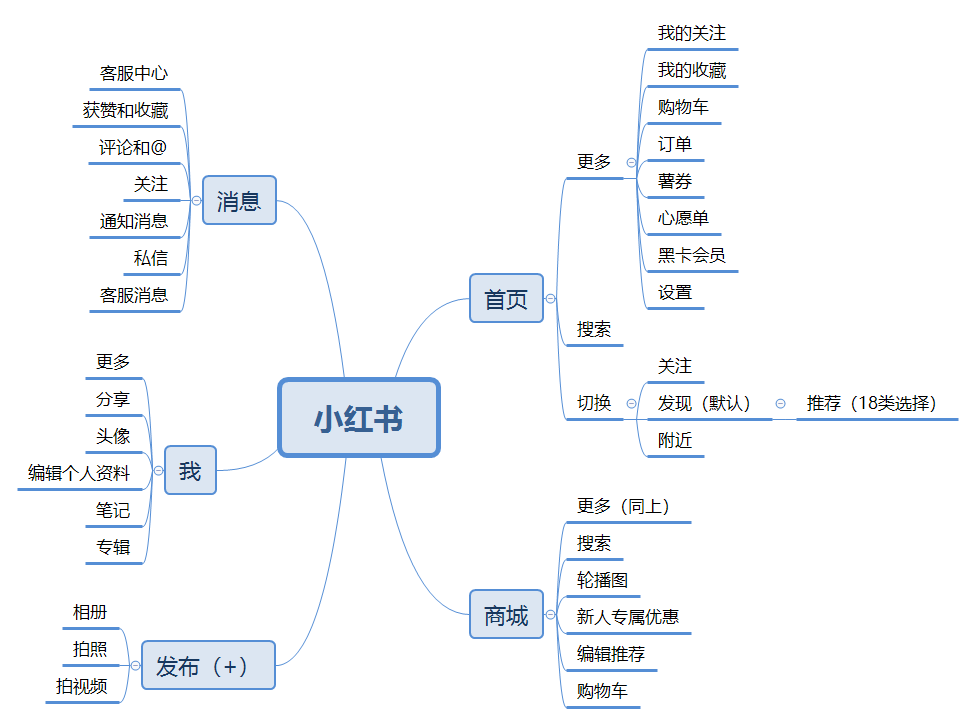 小红书
首页
更多
我的关注
我的收藏
购物车
订单
薯券
心愿单
黑卡会员
设置
搜索
切换
关注
发现（默认）
推荐（18类选择）
附近
商城
更多（同上）
搜索
轮播图
新人专属优惠
编辑推荐
购物车
消息
客服中心
获赞和收藏
评论和@
关注
通知消息
私信
客服消息
我
更多
分享
头像
编辑个人资料
笔记
专辑
发布（+）
相册
拍照
拍视频